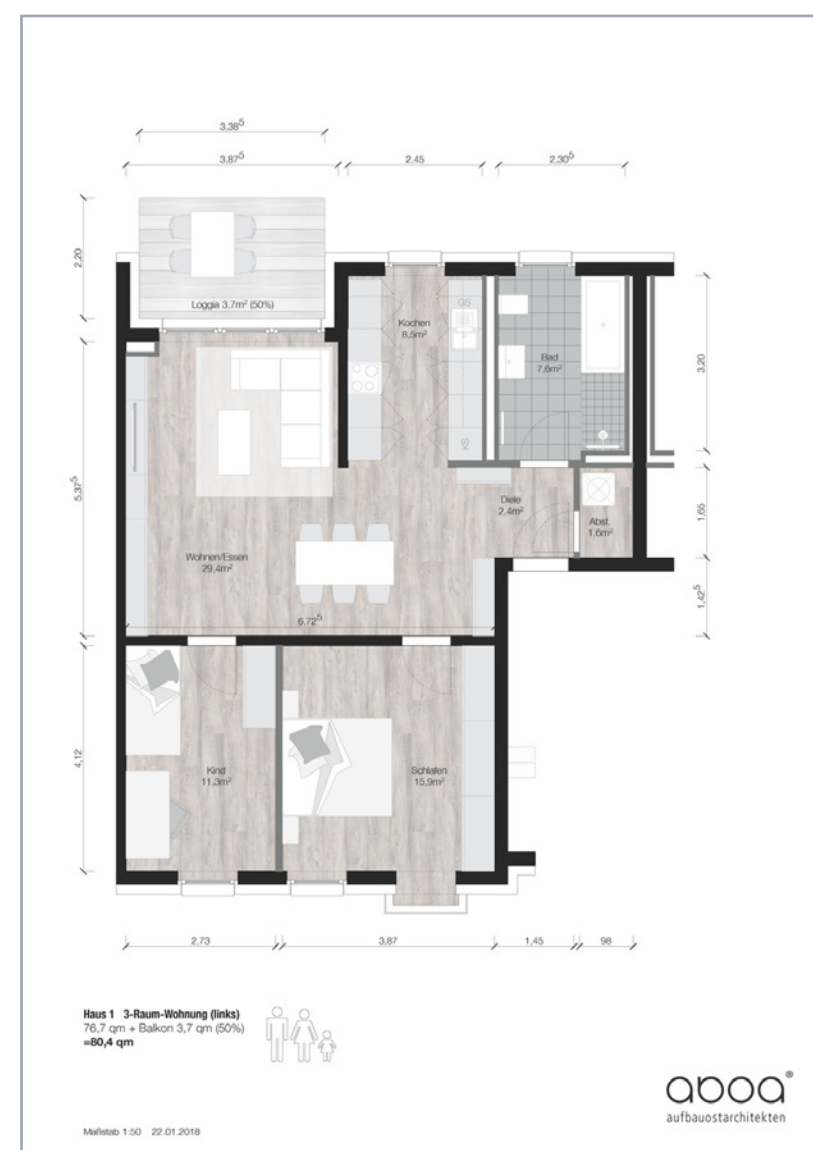 3,38⁵
3,87⁵
2,45
2,30⁵
2,20
Loggia 3,7m² (50%)
Kochen
8,5m²
GS
Bad
7,6m²
3,20
KS
5,37⁵
Diele
2,4m²
Abst.
1,6m²
1,65
Wohnen/Essen
29,4m²
1,42⁵
6.72⁵
4,12
Kind
11,3m²
Schlafen
15,9m²
2,73
3,87
1,45
98
Haus 1 3-Raum-Wohnung (links)
76,7 qm + Balkon 3,7 qm (50%)
=80,4 qm
aboa®
aufbauostarchitekten
Maßstab 1:50 22.01.2018